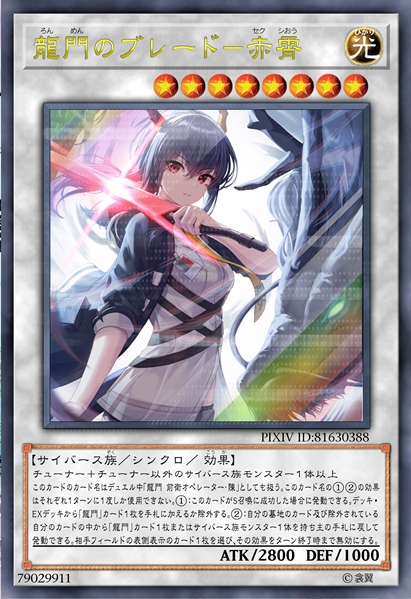 龍門のブレード－赤霄
ろん
めん
セク
シおう
ひかり
光
PIXIV ID:81630388
【サイバース族／シンクロ／効果】
ぞく
こうか
チューナー＋チューナー以外のサイバース族モンスター1体以上
このカードのカード名はデュエル中「龍門 前衛オペレーター・陳」としても扱う。このカード名の①②の効果
はそれぞれ1ターンに1度しか使用できない。①：このカードがS召喚に成功した場合に発動できる。デッキ・
EXデッキから「龍門」カード1枚を手札に加えるか除外する。②：自分の墓地のカード及び除外されている
自分のカードの中から「龍門」カード1枚またはサイバース族モンスター1体を持ち主の手札に戻して
発動できる。相手フィールドの表側表示のカード1枚を選び、その効果をターン終了時まで無効にする。
ATK/2800 DEF/1000
79029911
©贪翼